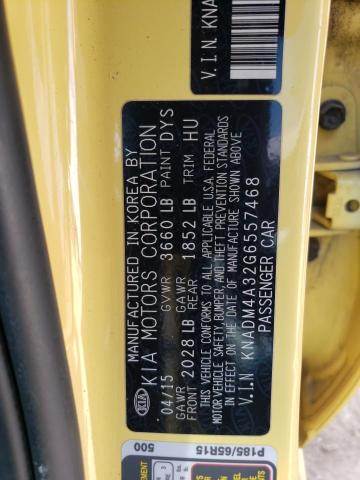 V.I.N KNA
MANUFACTURED IN KOREA BY
KIA MOTORS CORPORATION
04/15 GVWR 3660 LB PAINT DYS
GAWR FRONT 2028 LB GAWR REAR 1852 LB TRIM HU
THIS VEHICLE CONFORMS TO ALL APPLICABLE U.S.A. FEDERAL
MOTOR VEHICLE SAFETY, BUMPER, AND THEFT PREVENTION STANDARDS
IN EFFECT ON THE DATE OF MANUFACTURE SHOWN ABOVE.
V.I.N KNADM4A32G6557468
PASSENGER CAR
KIA
P185/65R15
500